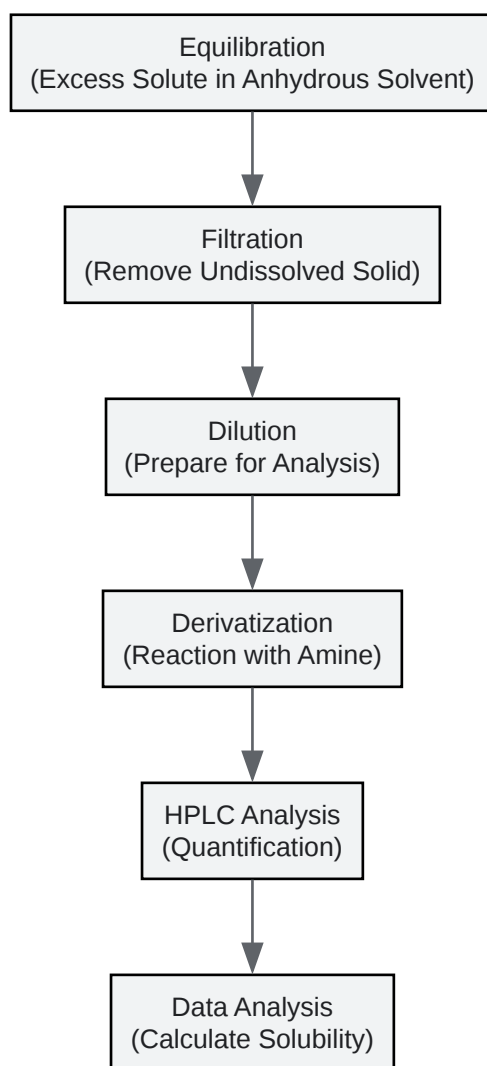 Equilibration
(Excess Solute in Anhydrous Solvent)
Filtration
(Remove Undissolved Solid)
Dilution
(Prepare for Analysis)
Derivatization
(Reaction with Amine)
HPLC Analysis
(Quantification)
Data Analysis
(Calculate Solubility)